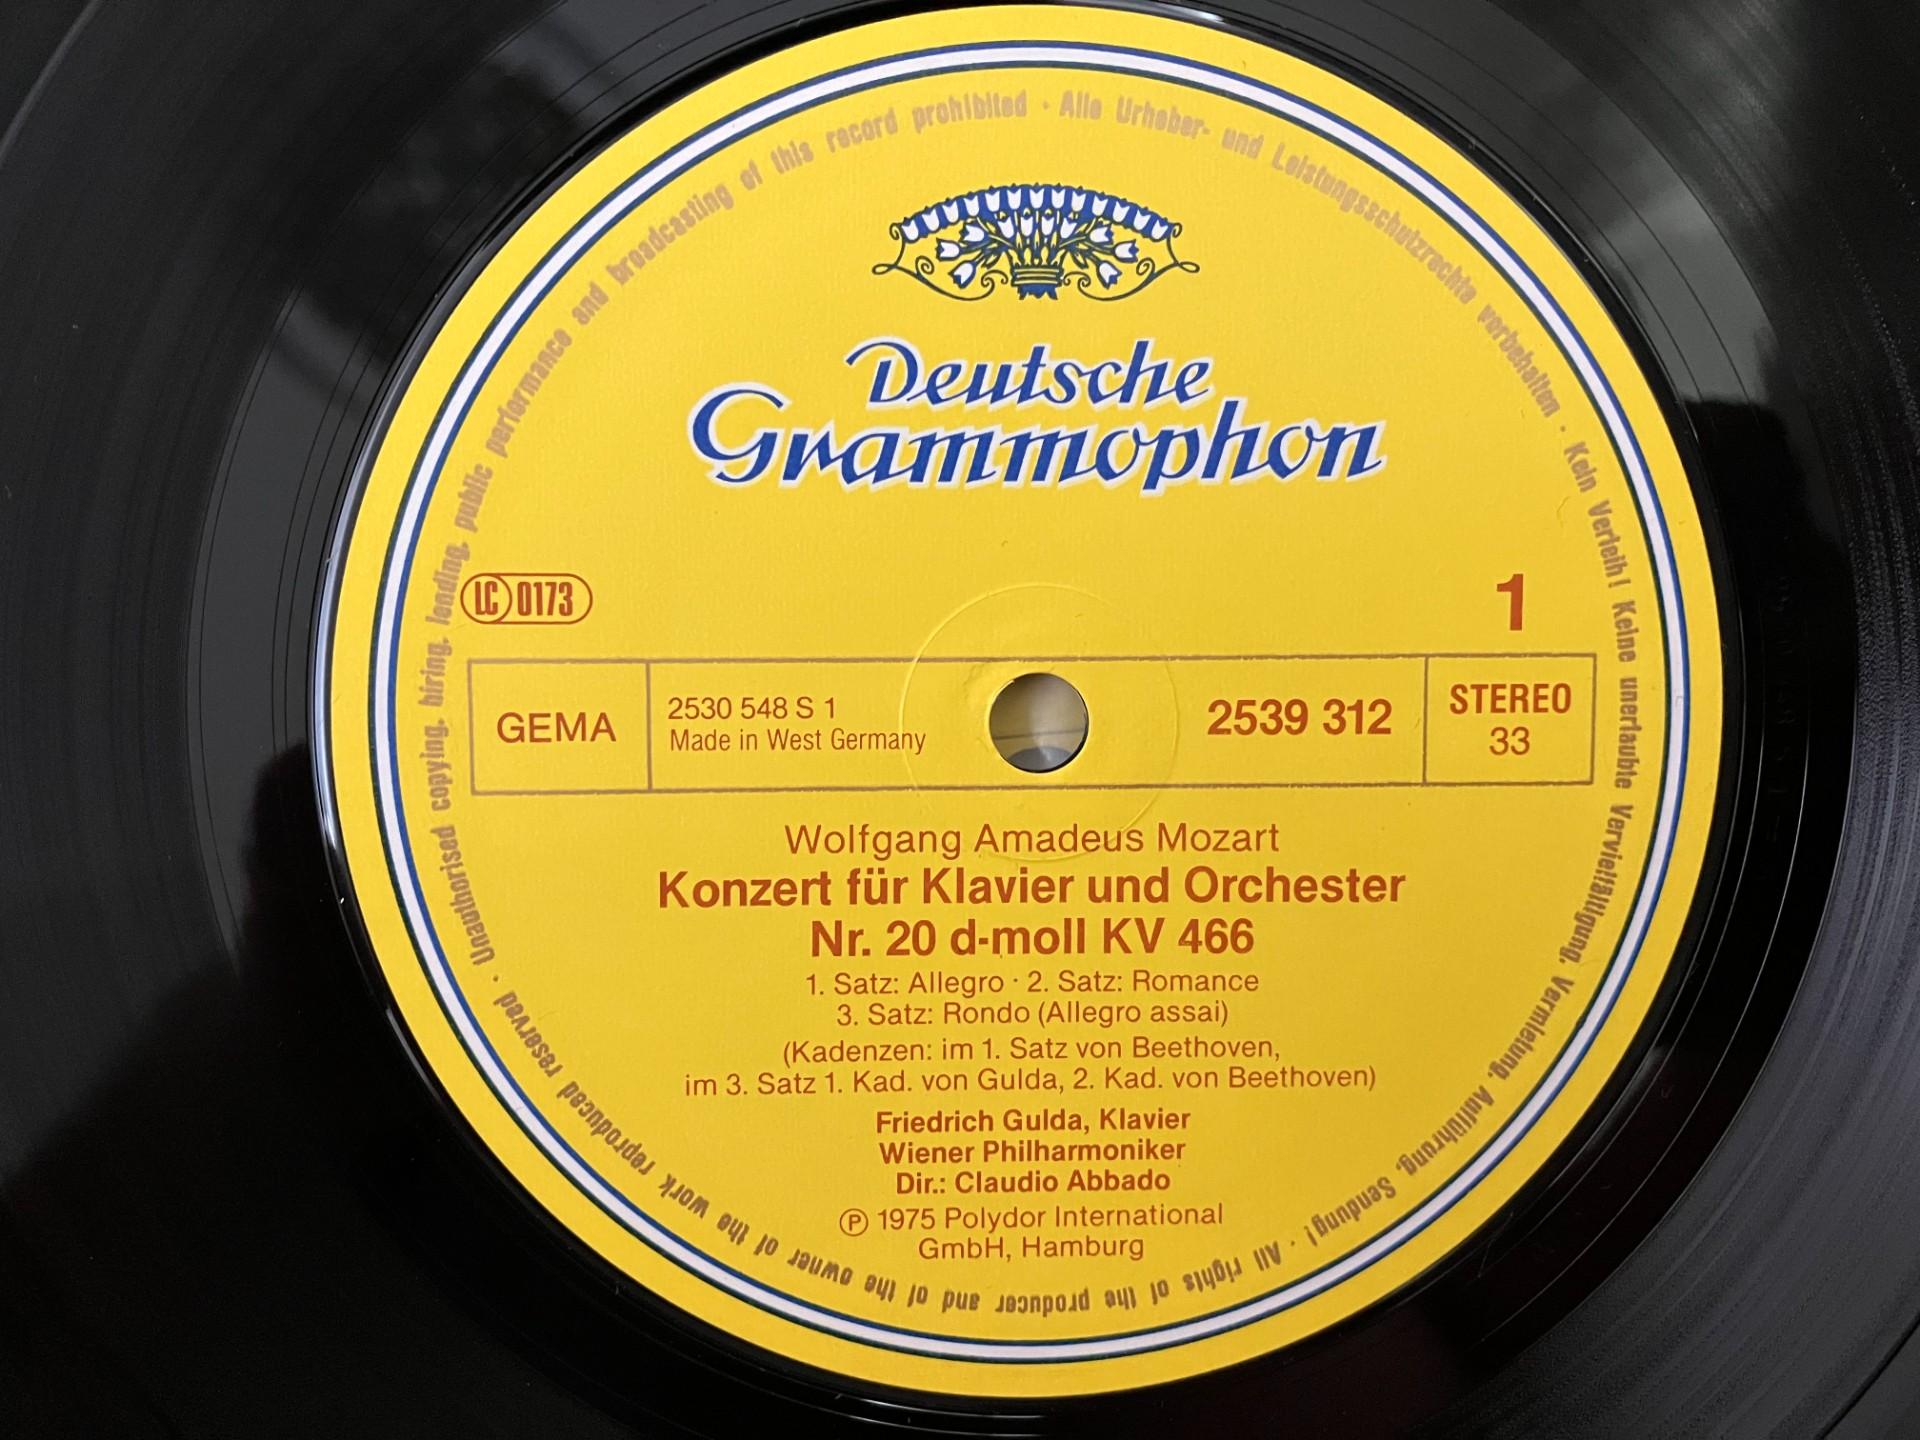 Deutsche
Grammophon
LC 0173
1
GEMA
2530 548 S 1
Made in West Germany
2539 312
STEREO
33
Wolfgang Amadeus Mozart
Konzert für Klavier und Orchester
Nr. 20 d-moll KV 466
1. Satz: Allegro · 2. Satz: Romance
3. Satz: Rondo (Allegro assai)
(Kadenzen: im 1. Satz von Beethoven,
im 3. Satz 1. Kad. von Gulda, 2. Kad. von Beethoven)
Friedrich Gulda, Klavier
Wiener Philharmoniker
Dir.: Claudio Abbado
Ⓟ 1975 Polydor International
GmbH, Hamburg
Alle Urheber- und Leistungsschutzrechte vorbehalten · Kein Verleih! Keine unerlaubte Vervielfältigung, Vermietung, Aufführung, Sendung! · All rights of the producer and of the owner of the work reproduced reserved · Unauthorised copying, hiring, lending, public performance and broadcasting of this record prohibited ·